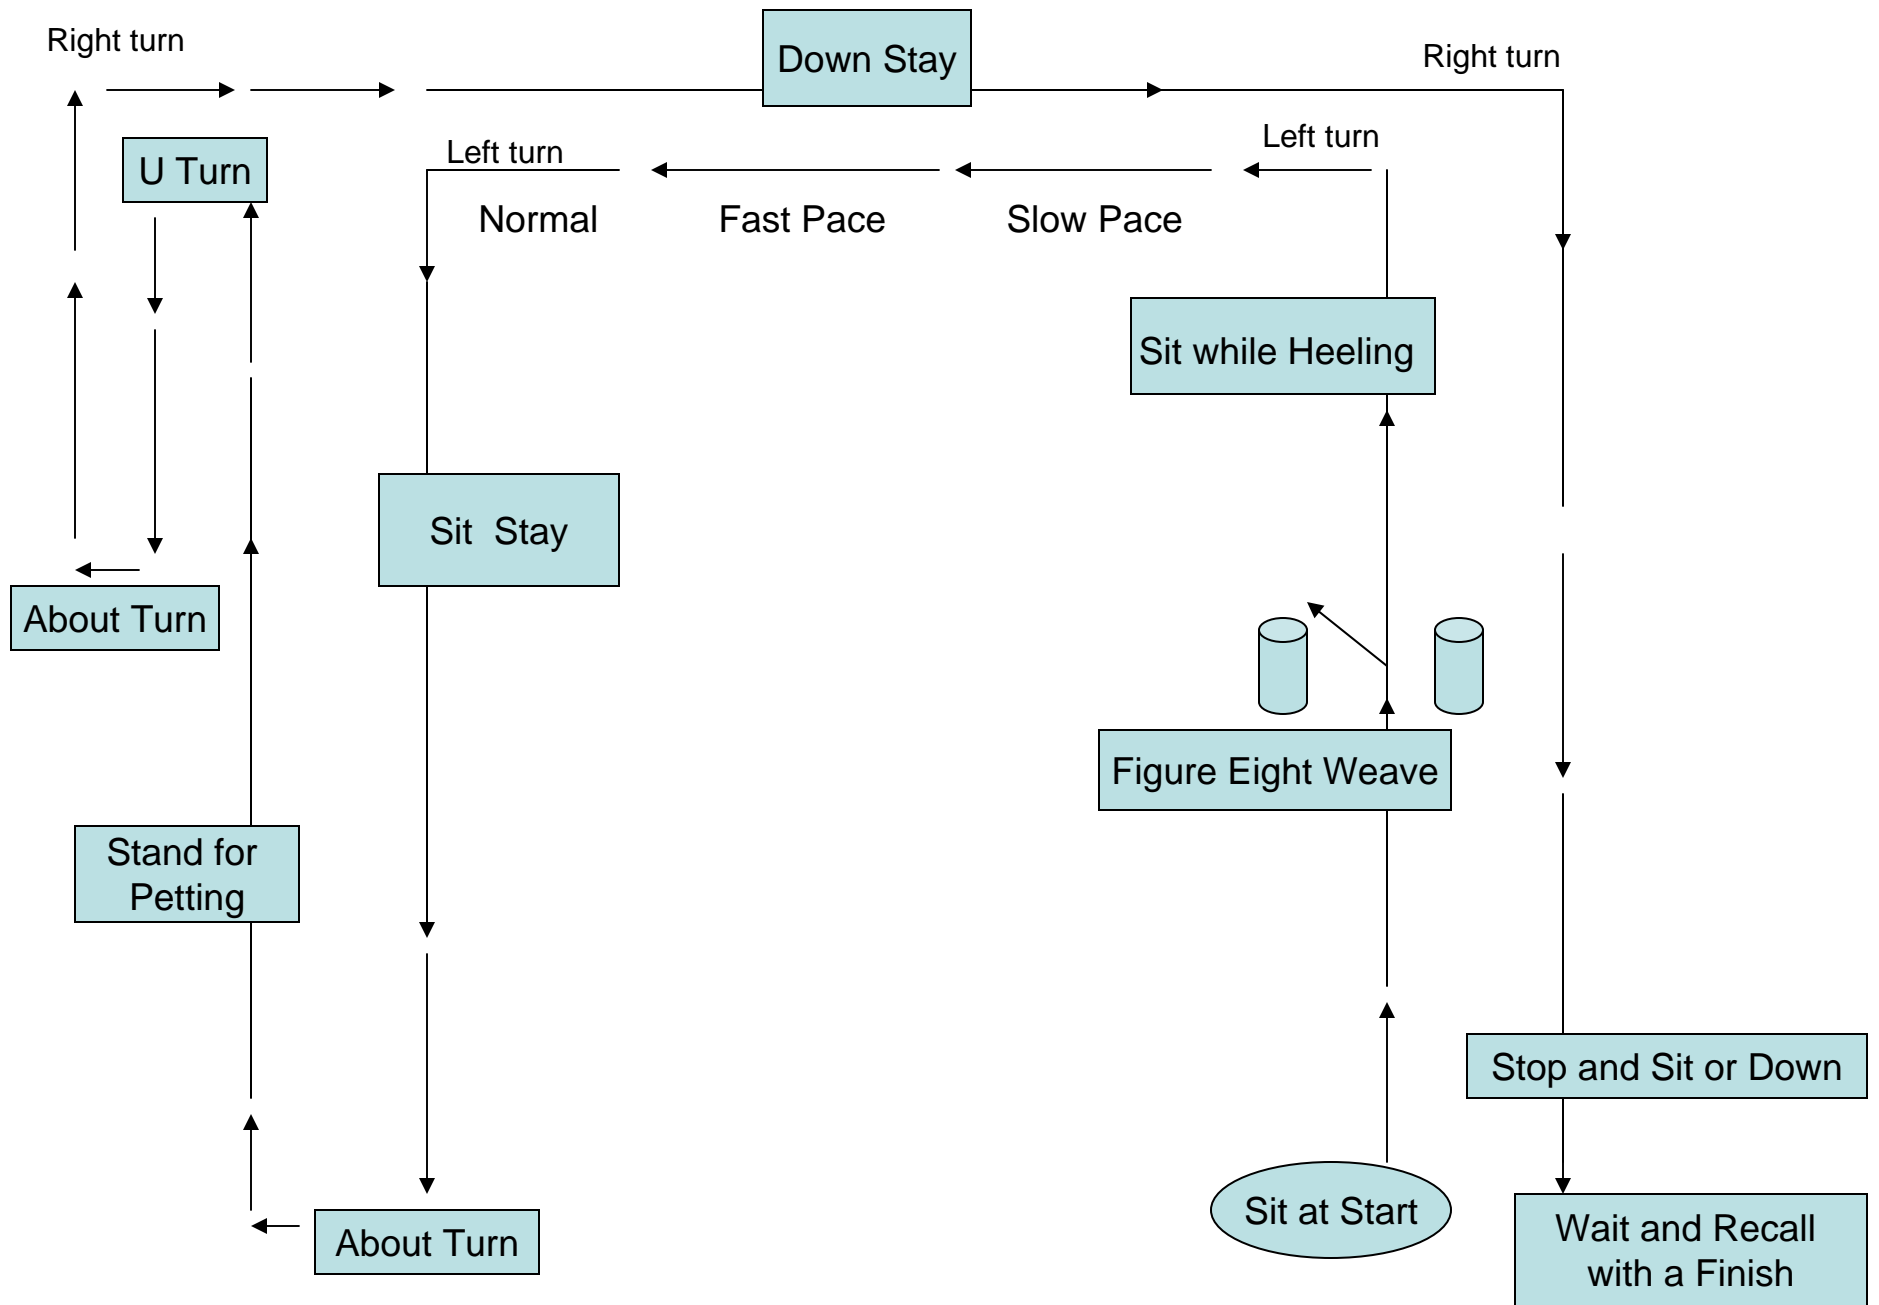 Right turn
Down Stay
Right turn
Left turn
Left turn
U Turn
Normal
Fast Pace
Slow Pace
Sit while Heeling
Sit  Stay
About Turn
Figure Eight Weave
Stand for
Petting
Stop and Sit or Down
Sit at Start
About Turn
Wait and Recall
with a Finish